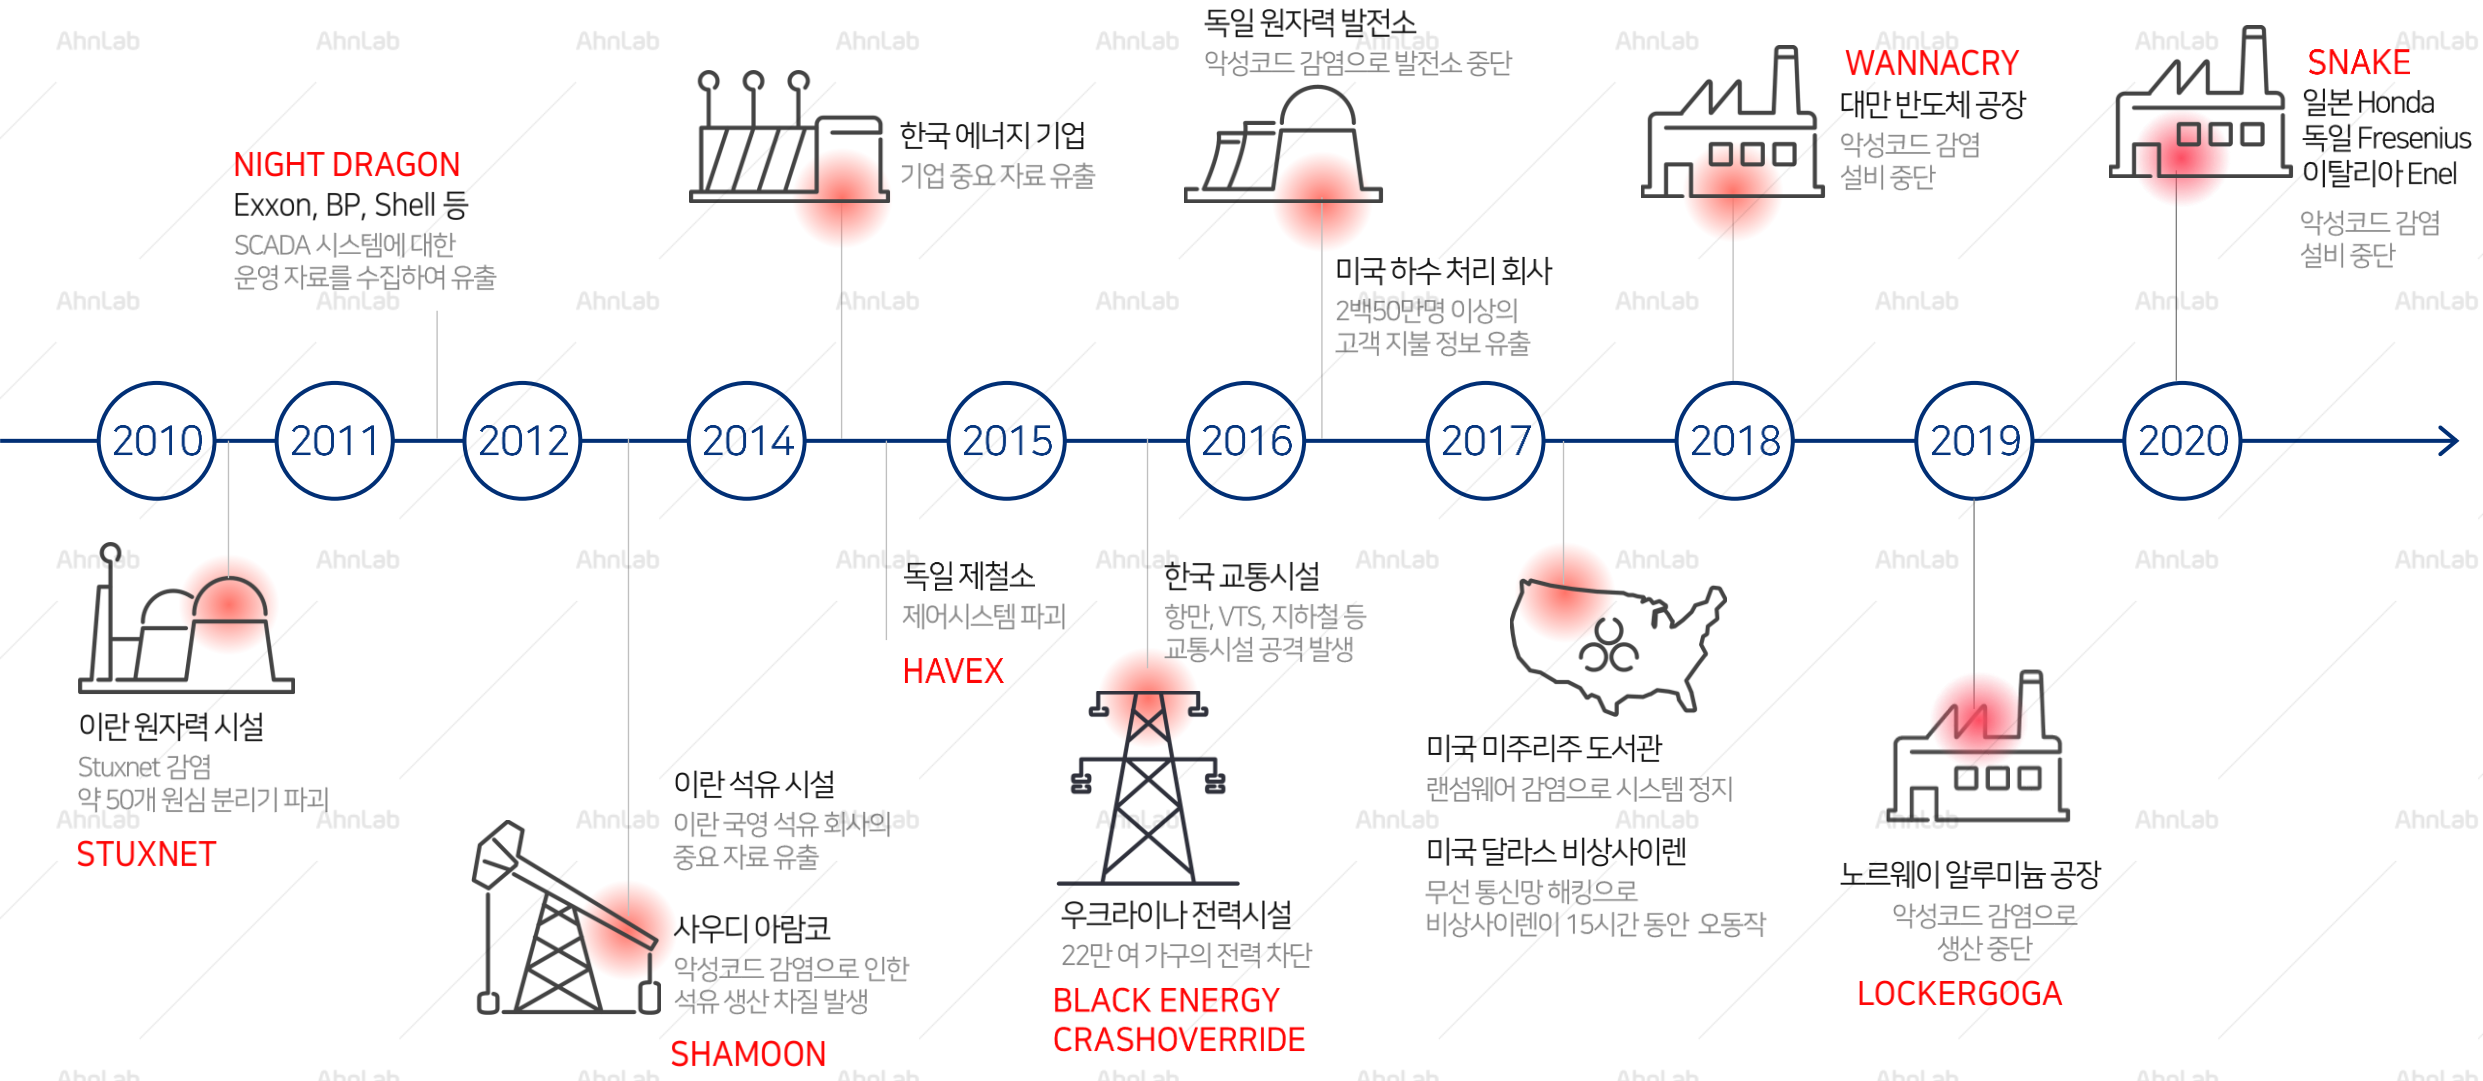 NIGHT DRAGON
Exxon, BP, Shell 등
SCADA 시스템에 대한
운영 자료를 수집하여 유출
한국 에너지 기업
기업 중요 자료 유출
독일 원자력 발전소
악성코드 감염으로 발전소 중단
미국 하수 처리 회사
2백50만명 이상의
고객 지불 정보 유출
WANNACRY
대만 반도체 공장
악성코드 감염
설비 중단
SNAKE
일본 Honda
독일 Fresenius
이탈리아 Enel
악성코드 감염
설비 중단
2010
2011
2012
2014
2015
2016
2017
2018
2019
2020
이란 원자력 시설
Stuxnet 감염
약 50개 원심 분리기 파괴
STUXNET
이란 석유 시설
이란 국영 석유 회사의
중요 자료 유출
사우디 아람코
악성코드 감염으로 인한
석유 생산 차질 발생
SHAMOON
독일 제철소
제어시스템 파괴
HAVEX
한국 교통시설
항만, VTS, 지하철 등
교통시설 공격 발생
우크라이나 전력시설
22만 여 가구의 전력 차단
BLACK ENERGY
CRASHOVERRIDE
미국 미주리주 도서관
랜섬웨어 감염으로 시스템 정지
미국 달라스 비상사이렌
무선 통신망 해킹으로
비상사이렌이 15시간 동안 오동작
노르웨이 알루미늄 공장
악성코드 감염으로
생산 중단
LOCKERGOGA
AhnLab